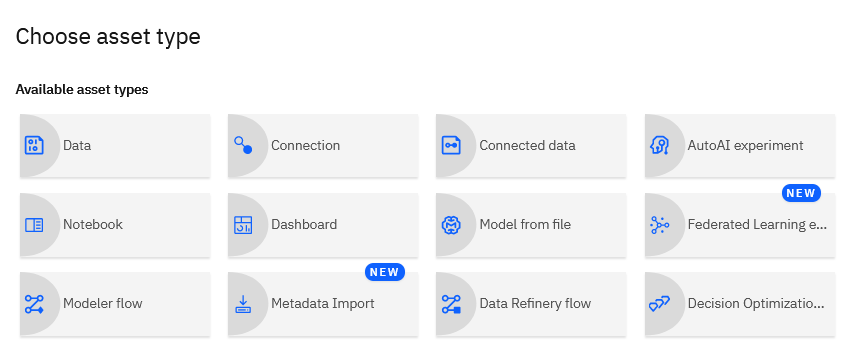 Choose asset type
Available asset types
Data
Connection
Connected data
AutoAI experiment
NEW
Notebook
Dashboard
Model from file
Federated Learning e...
NEW
Modeler flow
Metadata Import
Data Refinery flow
Decision Optimizatio...